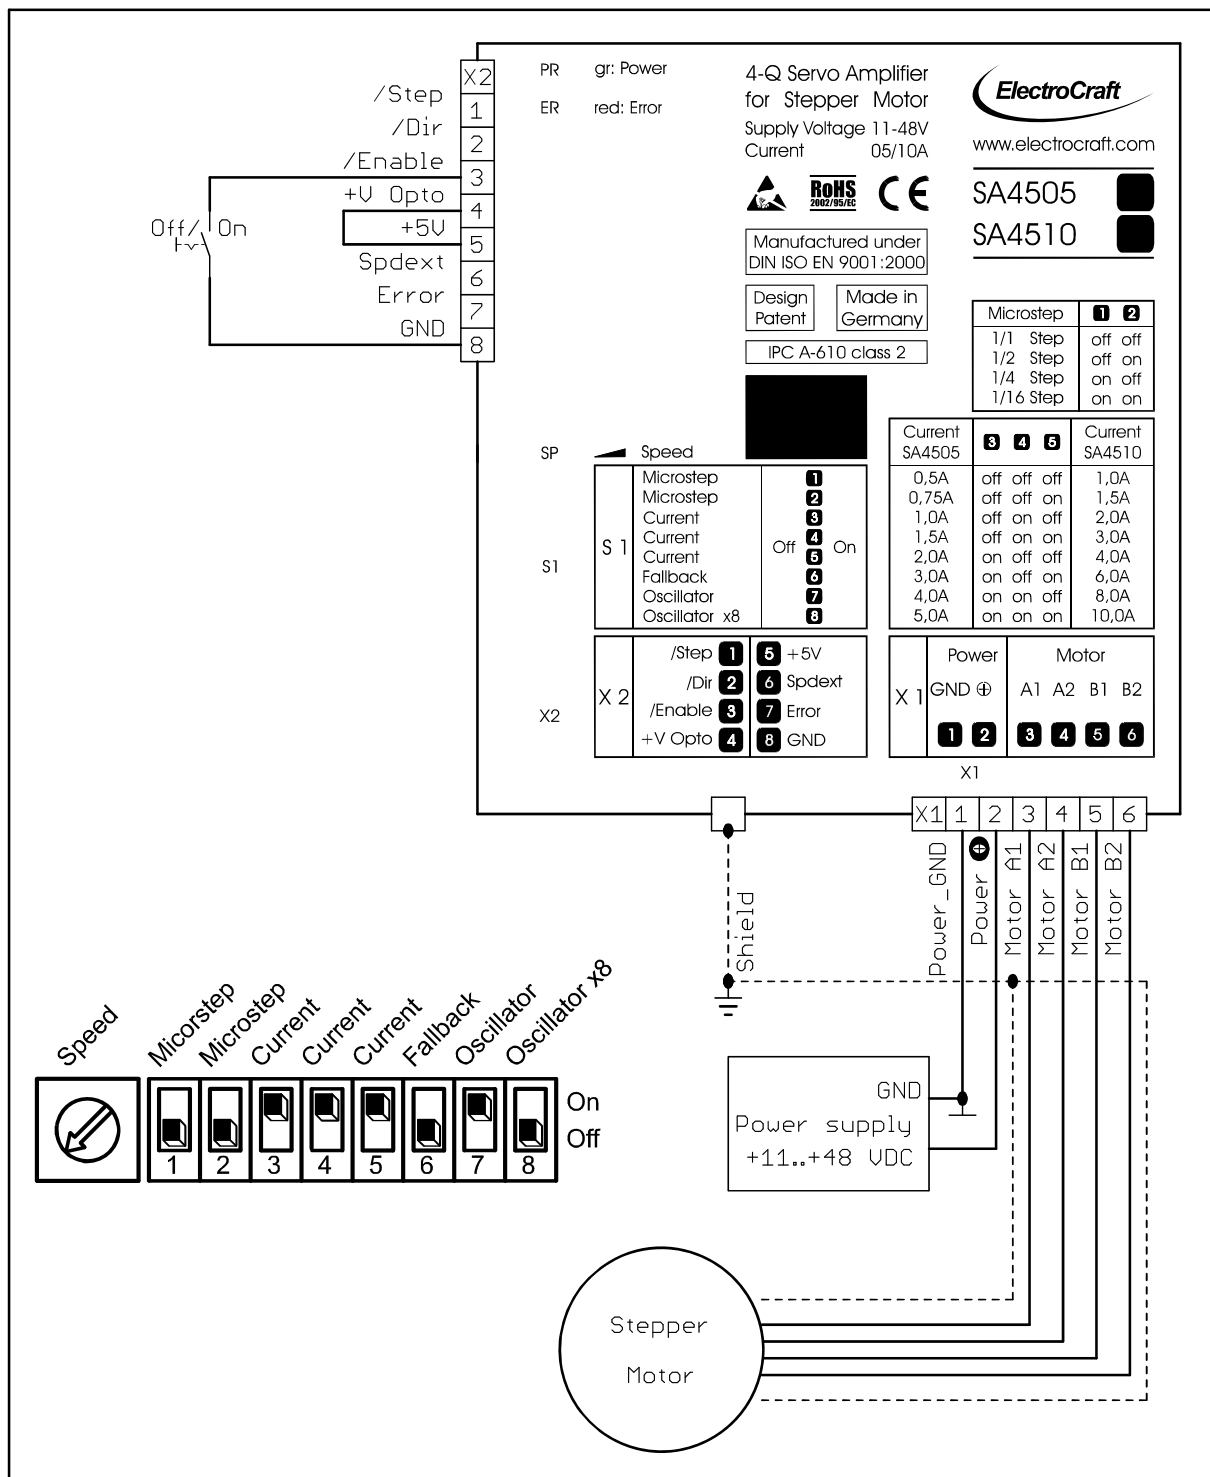 X2
/Step 1
/Dir 2
/Enable 3
+V Opto 4
+5V 5
Spdext 6
Error 7
GND 8
Off/ On
PR gr: Power
ER red: Error
4-Q Servo Amplifier
for Stepper Motor
Supply Voltage 11-48V
Current 05/10A
RoHS
2002/95/EC
CE
Manufactured under
DIN ISO EN 9001:2000
Design
Patent
Made in
Germany
IPC A-610 class 2
ElectroCraft
www.electrocraft.com
SA4505
SA4510
Microstep 1 2
1/1 Step off off
1/2 Step off on
1/4 Step on off
1/16 Step on on
Current
SA4505
3 4 5
Current
SA4510
0,5A off off off 1,0A
0,75A off off on 1,5A
1,0A off on off 2,0A
1,5A off on on 3,0A
2,0A on off off 4,0A
3,0A on off on 6,0A
4,0A on on off 8,0A
5,0A on on on 10,0A
SP Speed
S1
S 1
Microstep 1
Microstep 2
Current 3
Current 4
Off On
Current 5
Fallback 6
Oscillator 7
Oscillator x8 8
X2
X 2
/Step 1 5 +5V
/Dir 2 6 Spdext
/Enable 3 7 Error
+V Opto 4 8 GND
X 1
Power Motor
GND A1 A2 B1 B2
1 2 3 4 5 6
X1
X1 1 2 3 4 5 6
Power_GND
Power
Motor A1
Motor A2
Motor B1
Motor B2
Shield
Speed
Micorstep
Microstep
Current
Current
Current
Fallback
Oscillator
Oscillator x8
On
Off
1 2 3 4 5 6 7 8
GND
Power supply
+11..+48 VDC
Stepper
Motor